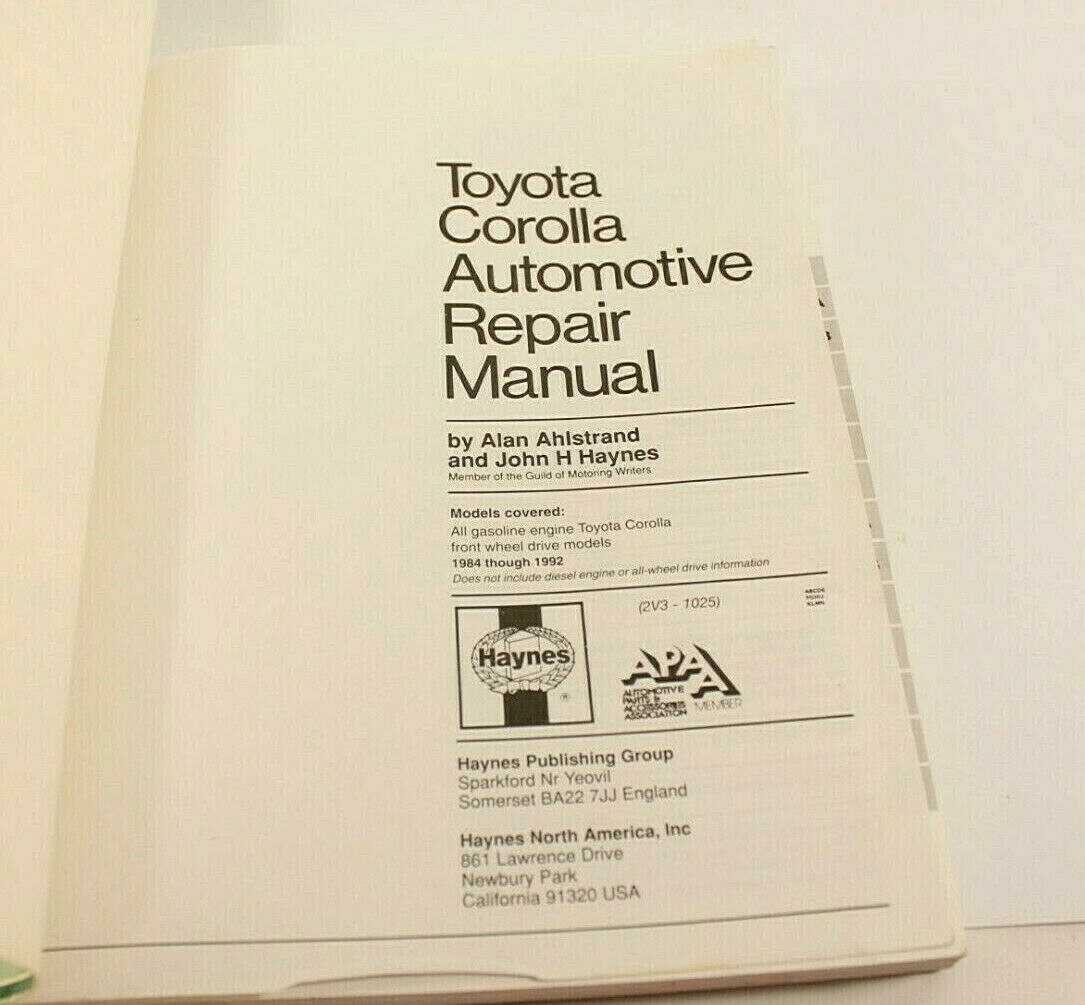 Toyota
Corolla
Automotive
Repair
Manual
by Alan Ahlstrand
and John H Haynes
Member of the Guild of Motoring Writers
Models covered:
All gasoline engine Toyota Corolla
front wheel drive models
1984 though 1992
Does not include diesel engine or all-wheel drive information
(2V3 - 1025)
ABCDE
FGHIJ
KLMN
Haynes
®
APAA
AUTOMOTIVE
PARTS &
ACCESSORIES
ASSOCIATION
MEMBER
Haynes Publishing Group
Sparkford Nr Yeovil
Somerset BA22 7JJ England
Haynes North America, Inc
861 Lawrence Drive
Newbury Park
California 91320 USA